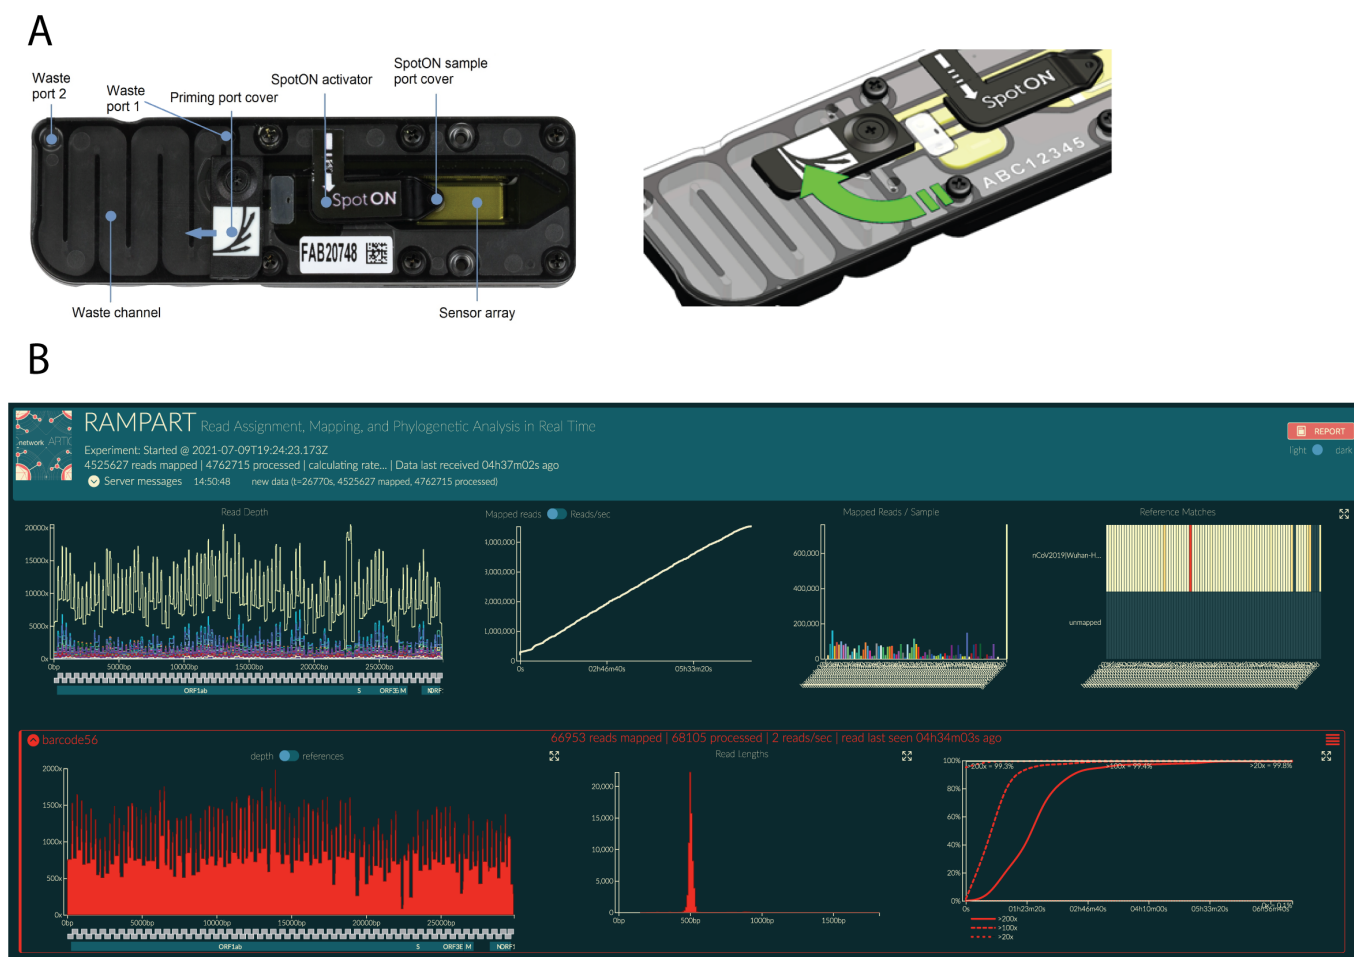 A
Waste port 2
Waste port 1
Priming port cover
SpotON activator
SpotON sample port cover
SpotON
FAB20748
Waste channel
Sensor array
SpotON
ABC12345
B
network ARTIC
RAMPART Read Assignment, Mapping, and Phylogenetic Analysis in Real Time
Experiment: Started @ 2021-07-09T19:24:23.173Z
4525627 reads mapped | 4762715 processed | calculating rate... | Data last received 04h37m02s ago
Server messages 14:50:48 new data (t=26770s, 4525627 mapped, 4762715 processed)
REPORT
light dark
Read Depth
20000x
15000x
10000x
5000x
0x
0bp 5000bp 10000bp 15000bp 20000bp 25000bp
ORF1ab S ORF3 M
Mapped reads Reads/sec
4,000,000
3,000,000
2,000,000
1,000,000
0
0s 02h46m40s 05h33m20s
Mapped Reads / Sample
600,000
400,000
200,000
0
Reference Matches
nCoV2019|Wuhan-H...
unmapped
barcode56
66953 reads mapped | 68105 processed | 2 reads/sec | read last seen 04h34m03s ago
depth references
2000x
1500x
1000x
500x
0x
0bp 5000bp 10000bp 15000bp 20000bp 25000bp
ORF1ab S ORF3 M
Read Lengths
20,000
15,000
10,000
5,000
0
0bp 500bp 1000bp 1500bp
100%
80%
60%
40%
20%
0%
>200x = 99.3% >100x = 99.4% >20x = 99.8%
0s 01h23m20s 02h46m40s 04h10m00s 05h33m20s 06h56m40s
>200x
>100x
>20x